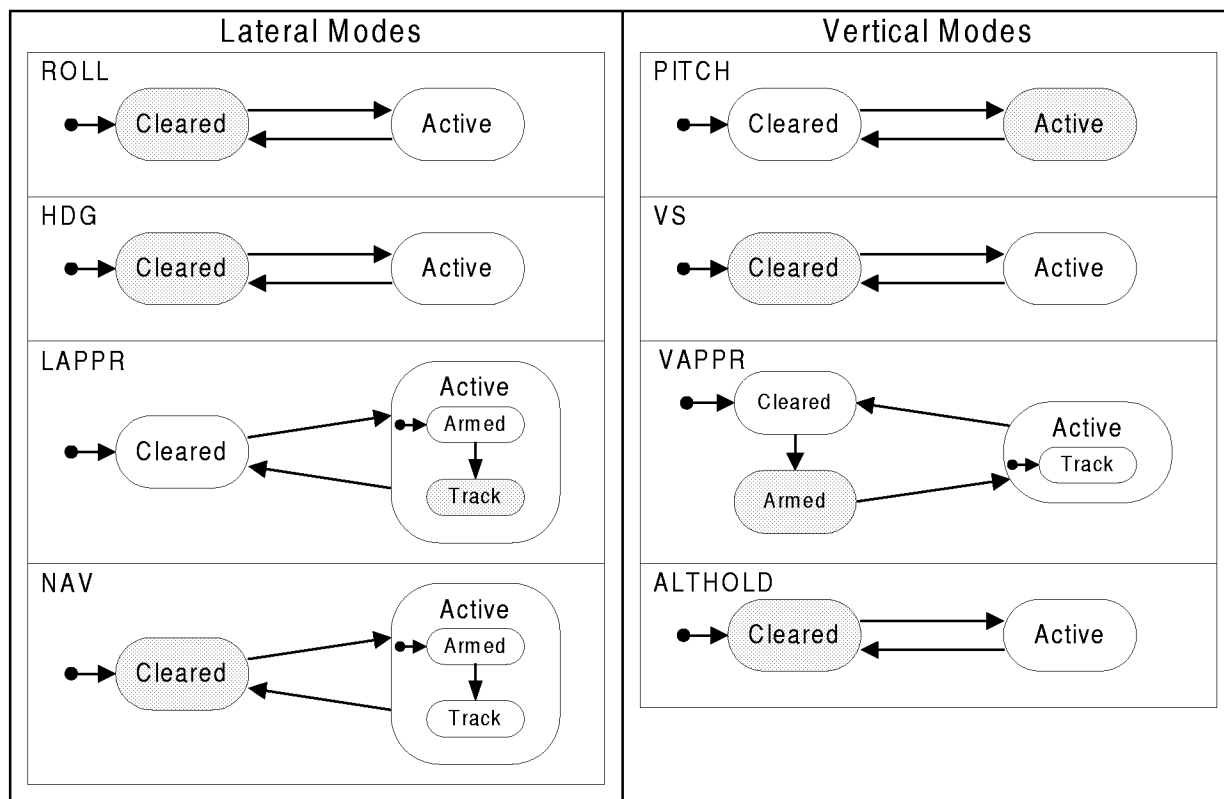 Lateral Modes
ROLL
Cleared
Active
HDG
Cleared
Active
LAPPR
Cleared
Active
Armed
Track
NAV
Cleared
Active
Armed
Track
Vertical Modes
PITCH
Cleared
Active
VS
Cleared
Active
VAPPR
Cleared
Armed
Active
Track
ALTHOLD
Cleared
Active